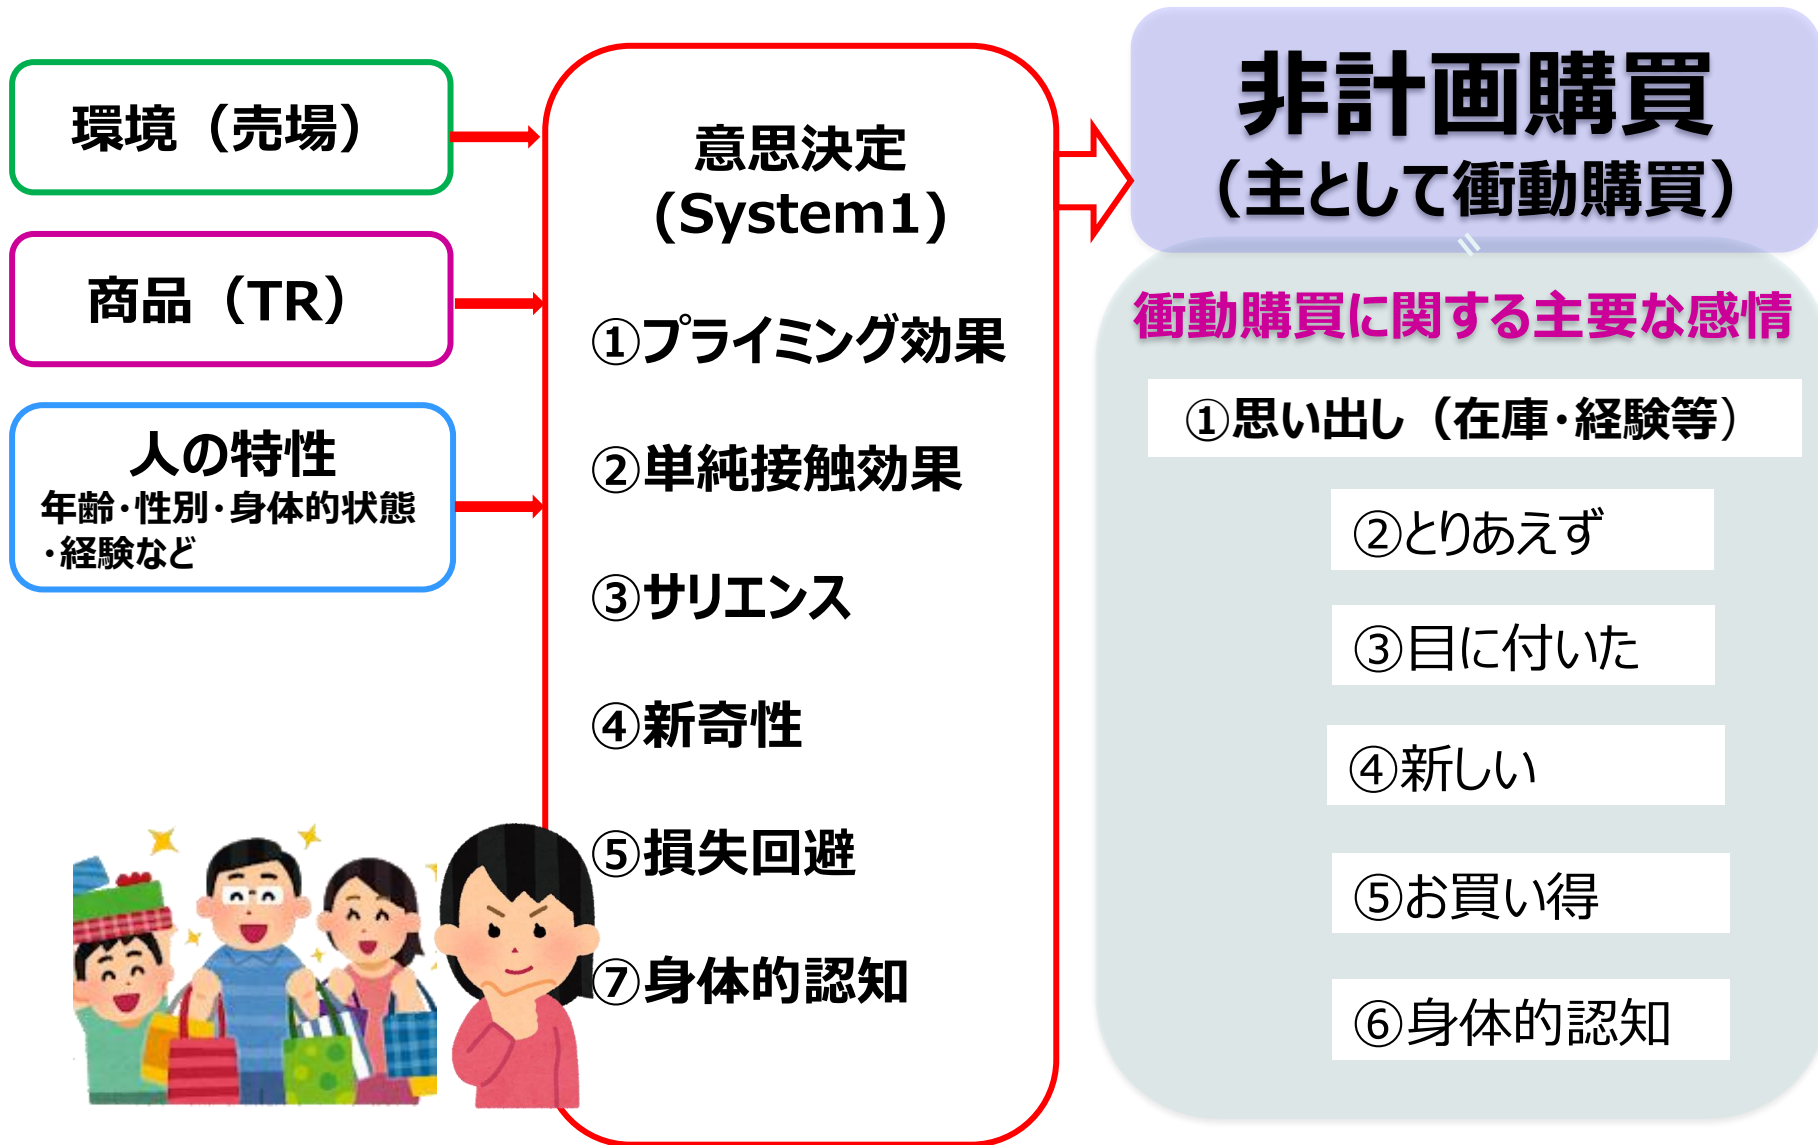 環境（売場）
商品（TR）
人の特性
年齢・性別・身体的状態
・経験など
意思決定
(System1)
①プライミング効果
②単純接触効果
③サリエンス
④新奇性
⑤損失回避
⑦身体的認知
非計画購買
（主として衝動購買）
=
衝動購買に関する主要な感情
①思い出し（在庫・経験等）
②とりあえず
③目に付いた
④新しい
⑤お買い得
⑥身体的認知